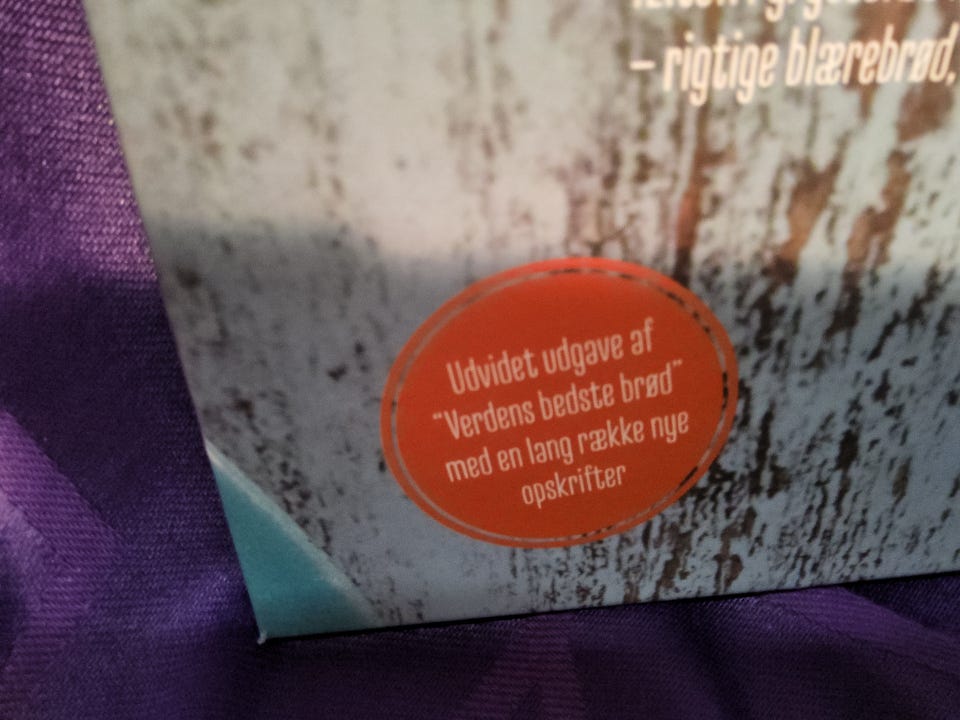 – rigtige blærebrød,
Udvidet udgave af
“Verdens bedste brød”
med en lang række nye
opskrifter